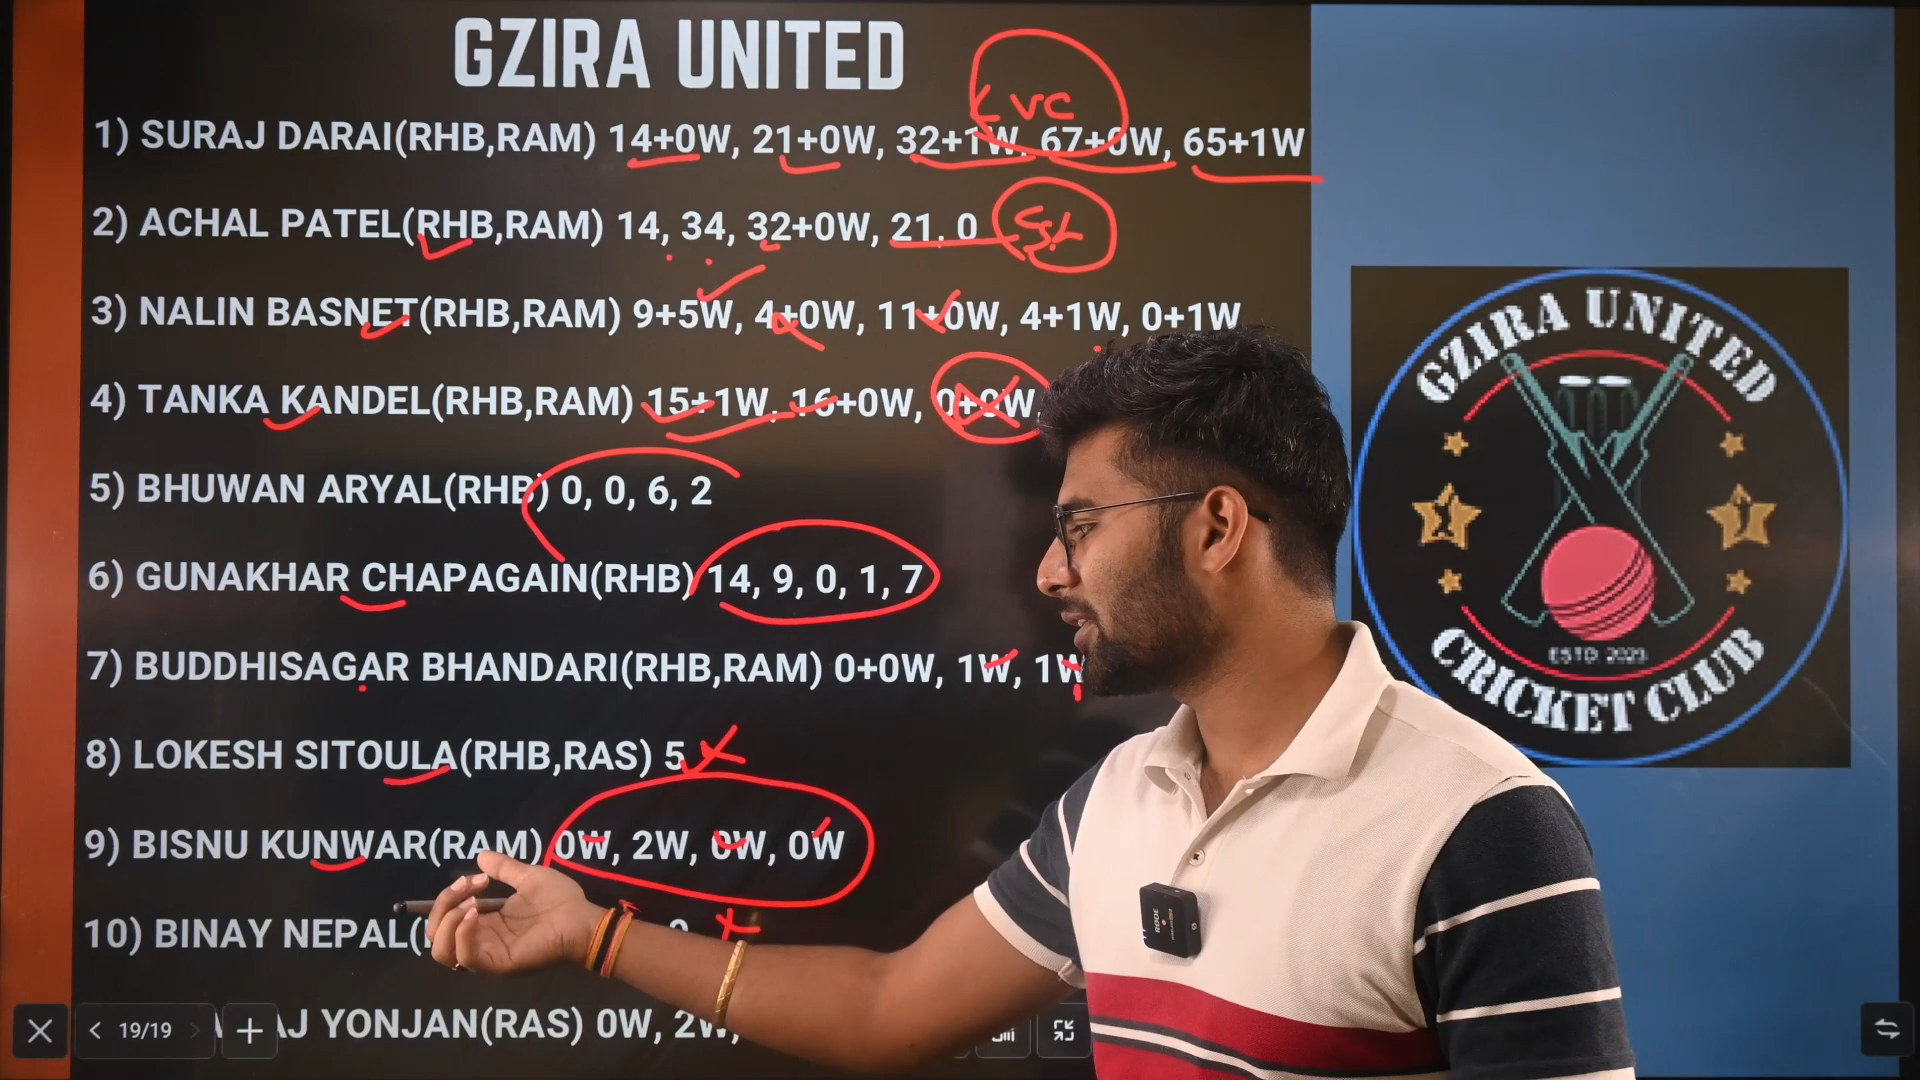 GZIRA UNITED
C VC
1) SURAJ DARAI(RHB,RAM) 14+0W, 21+0W, 32+1W, 67+0W, 65+1W
2) ACHAL PATEL(RHB,RAM) 14, 34, 32+0W, 21, 0
3) NALIN BASNET(RHB,RAM) 9+5W, 4+0W, 11+0W, 4+1W, 0+1W
4) TANKA KANDEL(RHB,RAM) 15+1W, 16+0W, 0+0W,
5) BHUWAN ARYAL(RHB) 0, 0, 6, 2
6) GUNAKHAR CHAPAGAIN(RHB) 14, 9, 0, 1, 7
7) BUDDHISAGAR BHANDARI(RHB,RAM) 0+0W, 1W, 1W
8) LOKESH SITOULA(RHB,RAS) 5
9) BISNU KUNWAR(RAM) 0W, 2W, 0W, 0W
10) BINAY NEPAL(
YONJAN(RAS) 0W, 2W,
19/19
GZIRA UNITED
ESTD. 2023
CRICKET CLUB
RODE